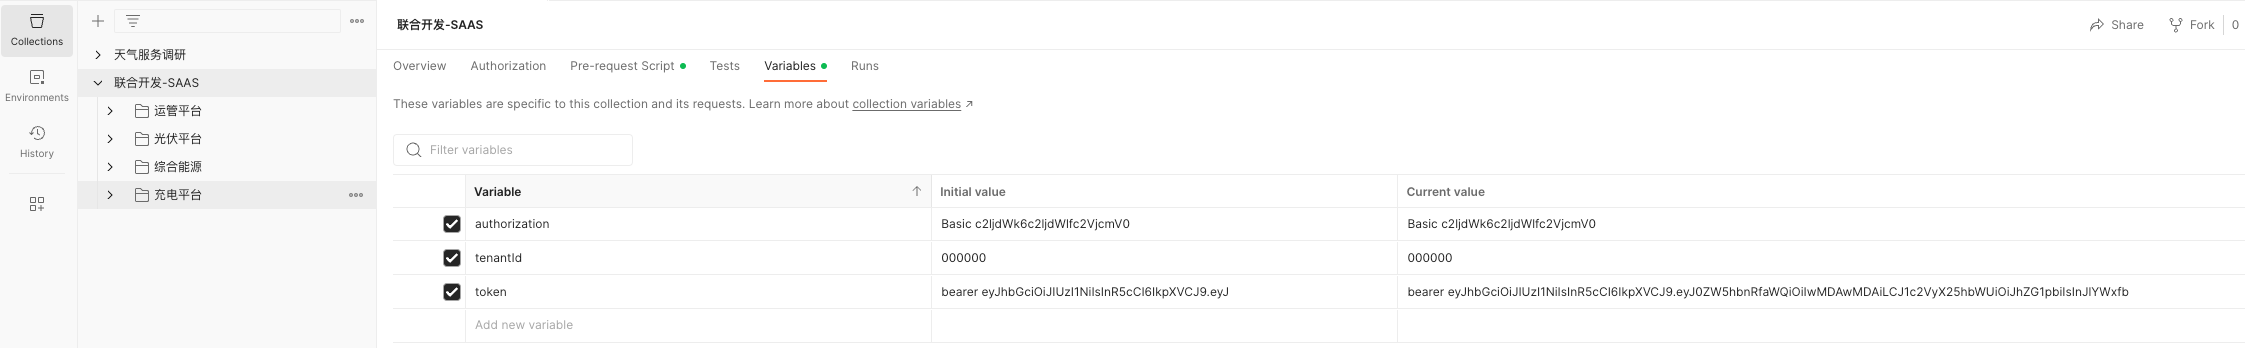 Collections
Environments
History
天气服务调研
联合开发-SAAS
运管平台
光伏平台
综合能源
充电平台
联合开发-SAAS
Share Fork 0
Overview Authorization Pre-request Script Tests Variables Runs
These variables are specific to this collection and its requests. Learn more about collection variables ↗
Filter variables
Variable Initial value Current value
authorization Basic c2ljdWk6c2ljdWlfc2VjcmV0 Basic c2ljdWk6c2ljdWlfc2VjcmV0
tenantId 000000 000000
token bearer eyJhbGciOiJIUzI1NiIsInR5cCI6IkpXVCJ9.eyJ bearer eyJhbGciOiJIUzI1NiIsInR5cCI6IkpXVCJ9.eyJ0ZW5hbnRfaWQiOiIwMDAwMDAiLCJ1c2VyX25hbWUiOiJhZG1pbiIsInJlYWxfb
Add new variable